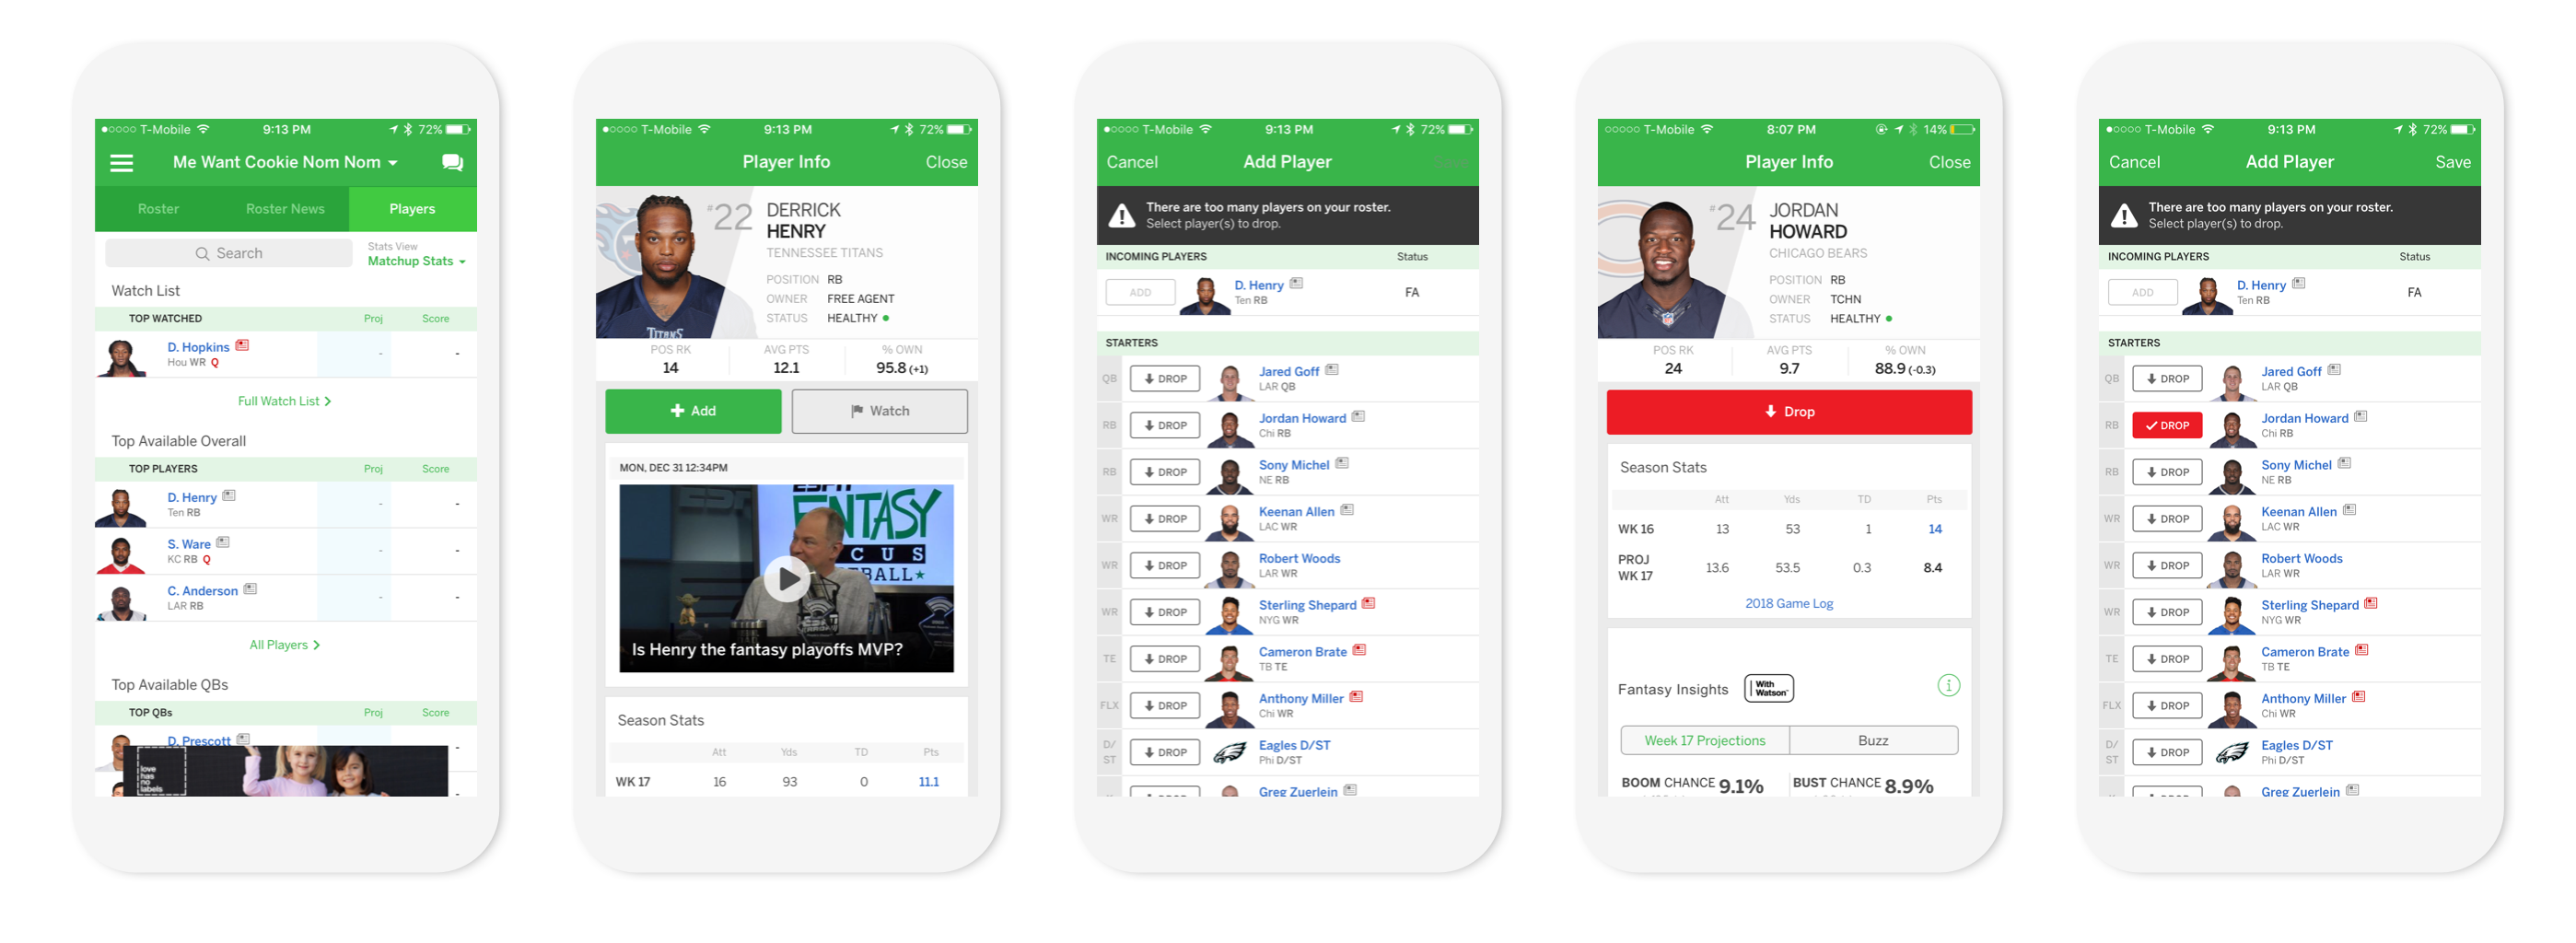 T-Mobile 9:13 PM 72%
Me Want Cookie Nom Nom
Roster Roster News Players
Search
Stats View
Matchup Stats
Watch List
TOP WATCHED Proj Score
D. Hopkins
Hou WR Q - -
Full Watch List
Top Available Overall
TOP PLAYERS Proj Score
D. Henry
Ten RB - -
S. Ware
KC RB Q - -
C. Anderson
LAR RB - -
All Players
Top Available QBs
TOP QBs Proj Score
D. Prescott
-
love
has
no
labels
-
T-Mobile 9:13 PM 72%
Player Info Close
#22 DERRICK
HENRY
TENNESSEE TITANS
POSITION RB
OWNER FREE AGENT
STATUS HEALTHY
TITANS
POS RK AVG PTS % OWN
14 12.1 95.8 (+1)
Add Watch
MON, DEC 31 12:34PM
ESPN
FANTASY
FOCUS
FOOTBALL
Is Henry the fantasy playoffs MVP?
Season Stats
Att Yds TD Pts
WK 17 16 93 0 11.1
T-Mobile 9:13 PM 72%
Cancel Add Player Save
There are too many players on your roster.
Select player(s) to drop.
INCOMING PLAYERS Status
ADD D. Henry FA
Ten RB
STARTERS
QB DROP Jared Goff
LAR QB
RB DROP Jordan Howard
Chi RB
RB DROP Sony Michel
NE RB
WR DROP Keenan Allen
LAC WR
WR DROP Robert Woods
LAR WR
WR DROP Sterling Shepard
NYG WR
TE DROP Cameron Brate
TB TE
FLX DROP Anthony Miller
Chi WR
D/
ST DROP Eagles D/ST
Phi D/ST
DROP Greg Zuerlein
T-Mobile 8:07 PM 14%
Player Info Close
#24 JORDAN
HOWARD
CHICAGO BEARS
POSITION RB
OWNER TCHN
STATUS HEALTHY
POS RK AVG PTS % OWN
24 9.7 88.9 (-0.3)
Drop
Season Stats
Att Yds TD Pts
WK 16 13 53 1 14
PROJ
WK 17 13.6 53.5 0.3 8.4
2018 Game Log
Fantasy Insights With
Watson i
Week 17 Projections Buzz
BOOM CHANCE 9.1% BUST CHANCE 8.9%
T-Mobile 9:13 PM 72%
Cancel Add Player Save
There are too many players on your roster.
Select player(s) to drop.
INCOMING PLAYERS Status
ADD D. Henry FA
Ten RB
STARTERS
QB DROP Jared Goff
LAR QB
RB DROP Jordan Howard
Chi RB
RB DROP Sony Michel
NE RB
WR DROP Keenan Allen
LAC WR
WR DROP Robert Woods
LAR WR
WR DROP Sterling Shepard
NYG WR
TE DROP Cameron Brate
TB TE
FLX DROP Anthony Miller
Chi WR
D/
ST DROP Eagles D/ST
Phi D/ST
DROP Greg Zuerlein